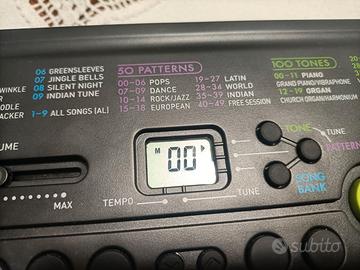 06 GREENSLEEVES
07 JINGLE BELLS
08 SILENT NIGHT
09 INDIAN TUNE
1-9 ALL SONGS (AL)
WINKLE
50 PATTERNS
00-06 POPS
07-09 DANCE
10-14 ROCK/JAZZ
15-18 EUROPEAN
19-27 LATIN
28-34 WORLD
35-39 INDIAN
40-49 FREE SESSION
100 TONES
00-11 PIANO
GRAND PIANO/VIBRAPHONE
12-19 ORGAN
CHURCH ORGAN/HARMONIUM
M 00
MAX
TEMPO
TUNE
TONE
TUNE
PATTERN
SONG
BANK
subito